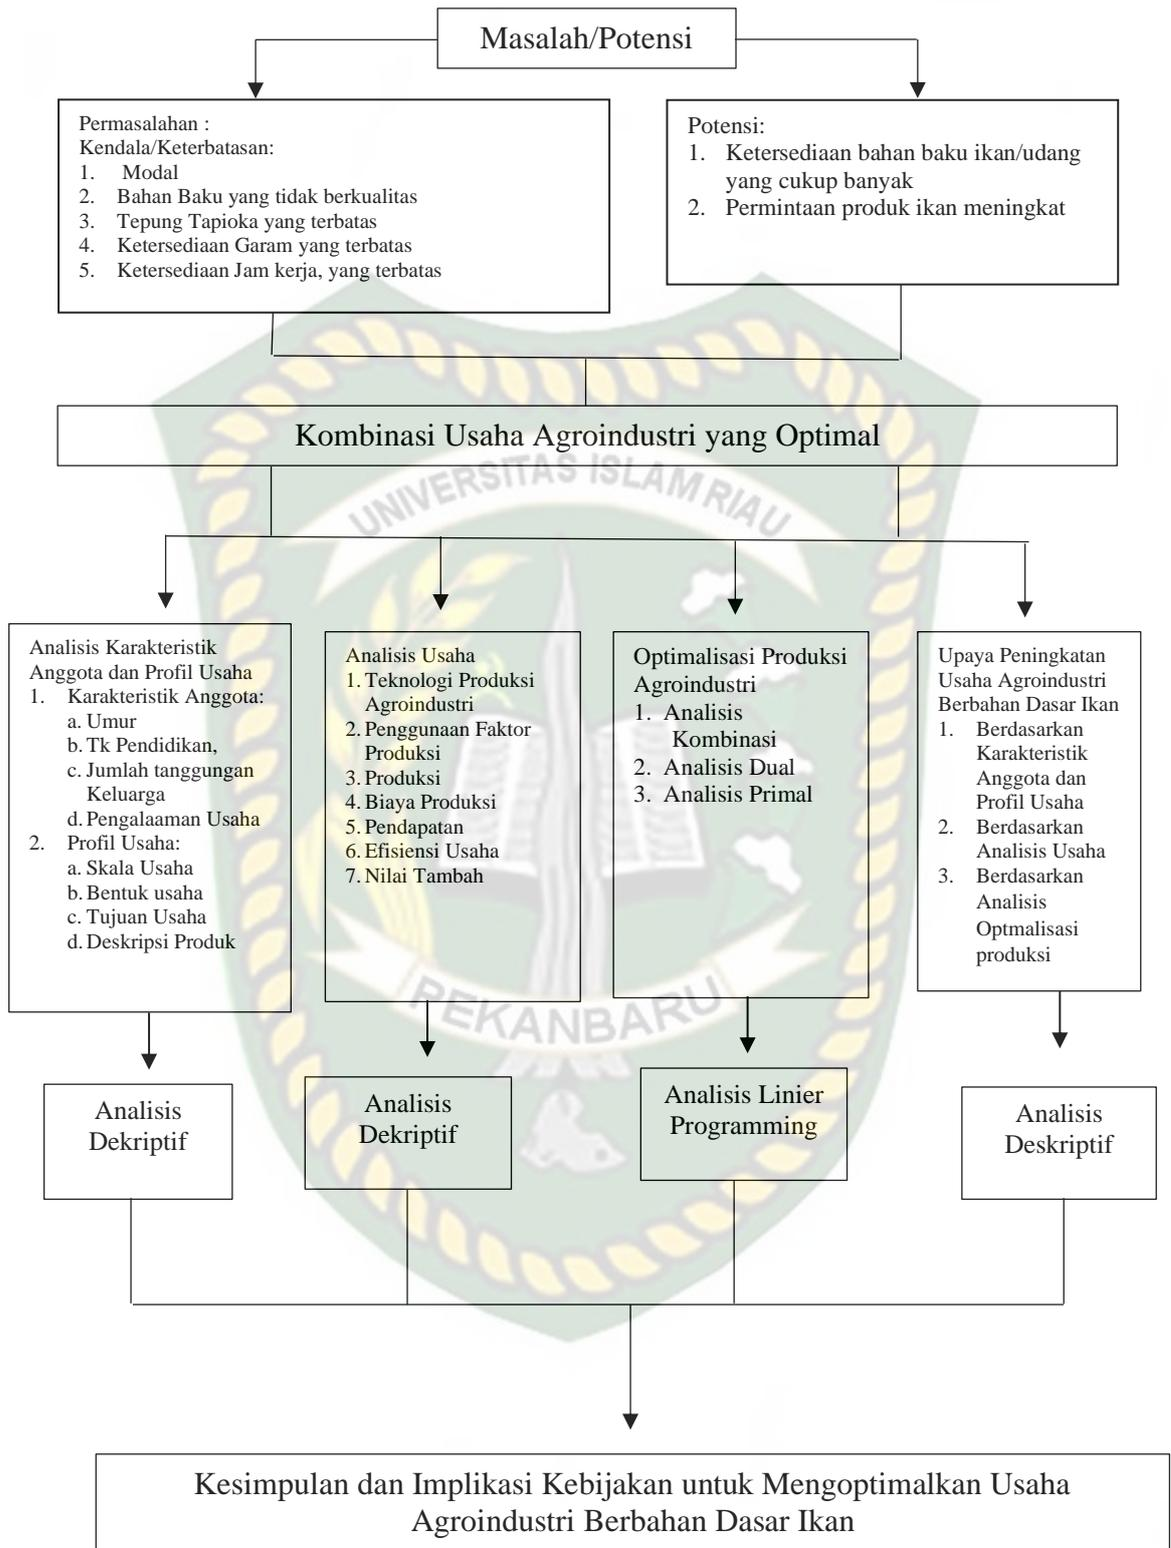 Masalah/Potensi
Permasalahan :
Kendala/Keterbatasan:
1. Modal
2. Bahan Baku yang tidak berkualitas
3. Tepung Tapioka yang terbatas
4. Ketersediaan Garam yang terbatas
5. Ketersediaan Jam kerja, yang terbatas
Potensi:
1. Ketersediaan bahan baku ikan/udang
yang cukup banyak
2. Permintaan produk ikan meningkat
Kombinasi Usaha Agroindustri yang Optimal
UNIVERSITAS ISLAM RIAU
Analisis Karakteristik
Anggota dan Profil Usaha
1. Karakteristik Anggota:
a. Umur
b. Tk Pendidikan,
c. Jumlah tanggungan
Keluarga
d. Pengalaaman Usaha
2. Profil Usaha:
a. Skala Usaha
b. Bentuk usaha
c. Tujuan Usaha
d. Deskripsi Produk
Analisis Usaha
1. Teknologi Produksi
Agroindustri
2. Penggunaan Faktor
Produksi
3. Produksi
4. Biaya Produksi
5. Pendapatan
6. Efisiensi Usaha
7. Nilai Tambah
Optimalisasi Produksi
Agroindustri
1. Analisis
Kombinasi
2. Analisis Dual
3. Analisis Primal
Upaya Peningkatan
Usaha Agroindustri
Berbahan Dasar Ikan
1. Berdasarkan
Karakteristik
Anggota dan
Profil Usaha
2. Berdasarkan
Analisis Usaha
3. Berdasarkan
Analisis
Optmalisasi
produksi
PEKANBARU
Analisis
Dekriptif
Analisis
Dekriptif
Analisis Linier
Programming
Analisis
Deskriptif
Kesimpulan dan Implikasi Kebijakan untuk Mengoptimalkan Usaha
Agroindustri Berbahan Dasar Ikan